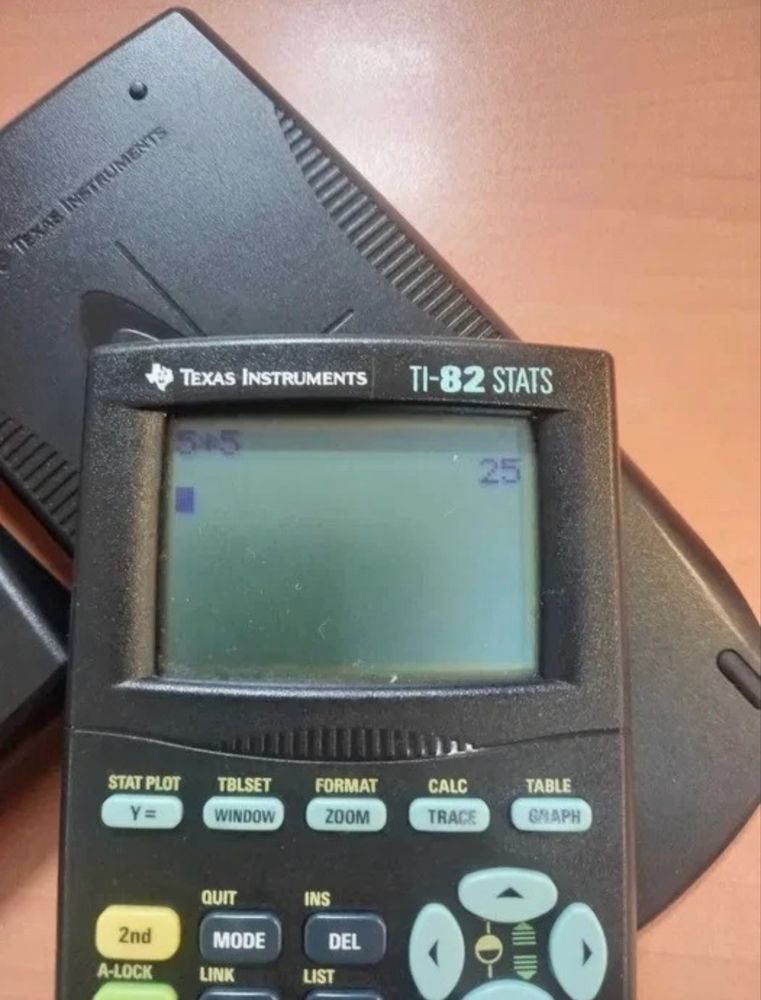 TEXAS INSTRUMENTS
TEXAS INSTRUMENTS TI-82 STATS
5*5
25
STAT PLOT TBLSET FORMAT CALC TABLE
Y= WINDOW ZOOM TRACE GRAPH
QUIT INS
2nd MODE DEL
A-LOCK LINK LIST